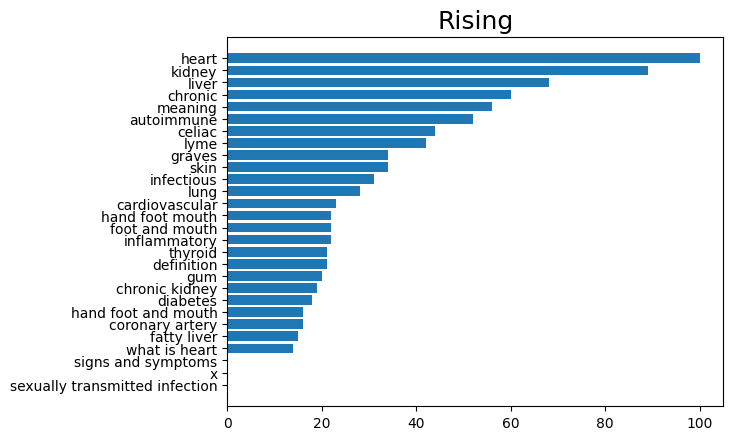 Rising
heart
kidney
liver
chronic
meaning
autoimmune
celiac
lyme
graves
skin
infectious
lung
cardiovascular
hand foot mouth
foot and mouth
inflammatory
thyroid
definition
gum
chronic kidney
diabetes
hand foot and mouth
coronary artery
fatty liver
what is heart
signs and symptoms
x
sexually transmitted infection
0 20 40 60 80 100